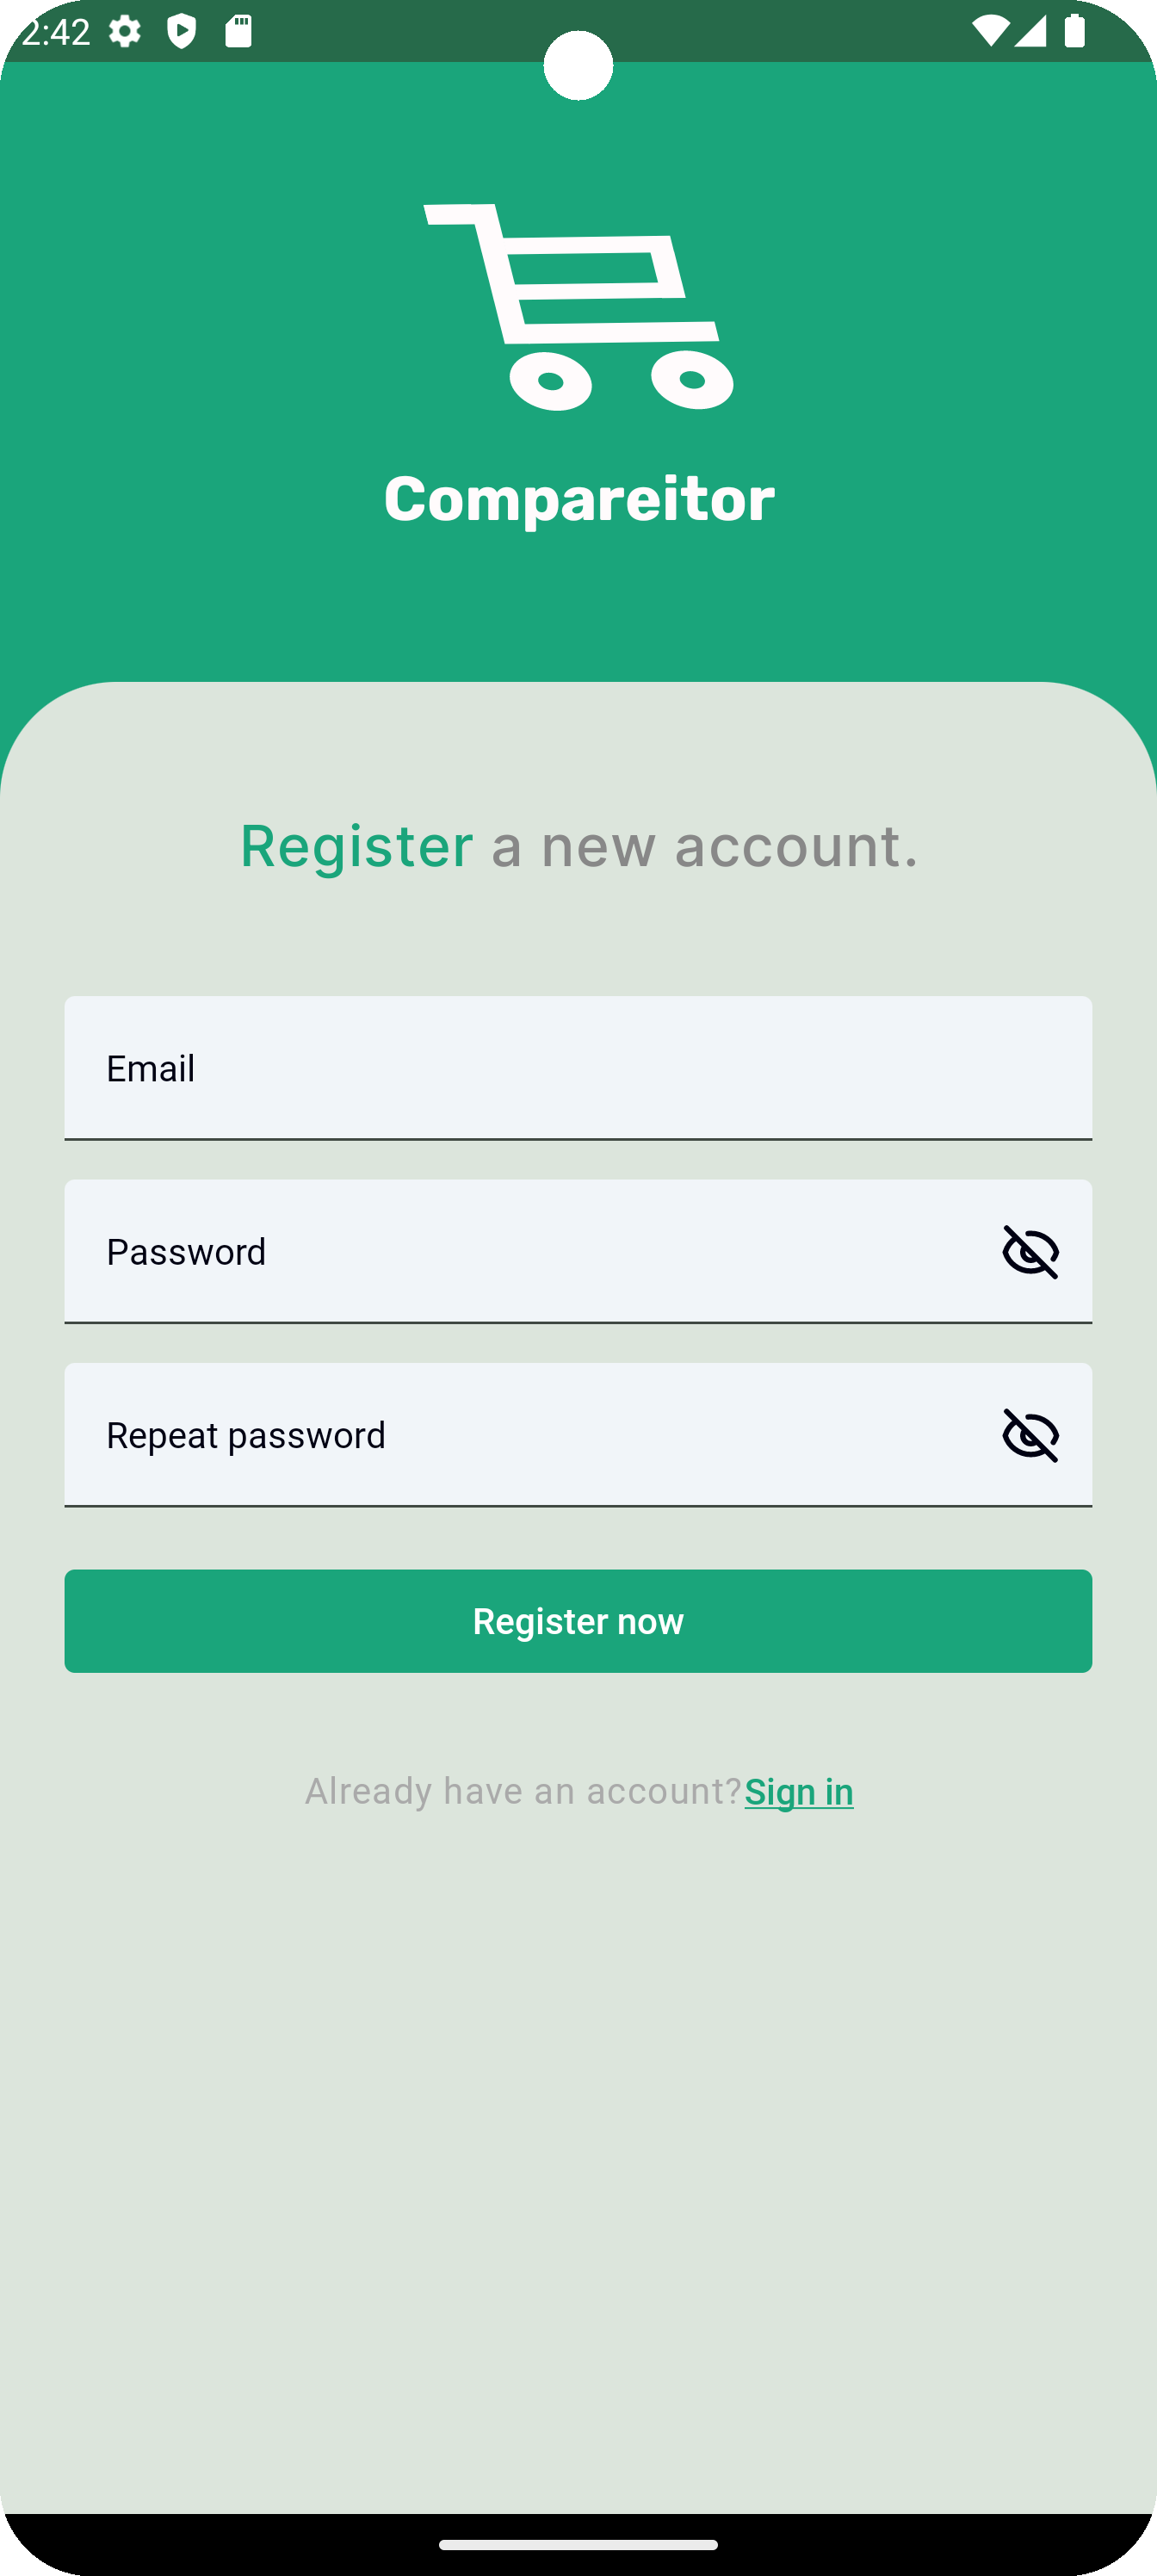 2:42
Compareitor
Register a new account.
Email
Password
Repeat password
Register now
Already have an account?Sign in